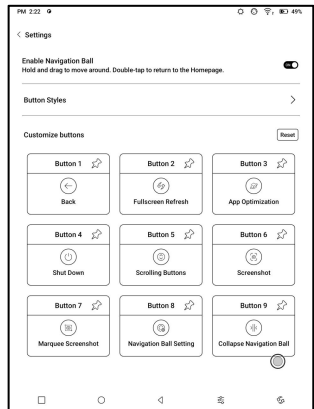 PM 2:22 49%
< Settings
Enable Navigation Ball
Hold and drag to move around. Double-tap to return to the Homepage.
ON
Button Styles >
Customize buttons Reset
Button 1 Button 2 Button 3
Back Fullscreen Refresh App Optimization
Button 4 Button 5 Button 6
Shut Down Scrolling Buttons Screenshot
Button 7 Button 8 Button 9
Marquee Screenshot Navigation Ball Setting Collapse Navigation Ball